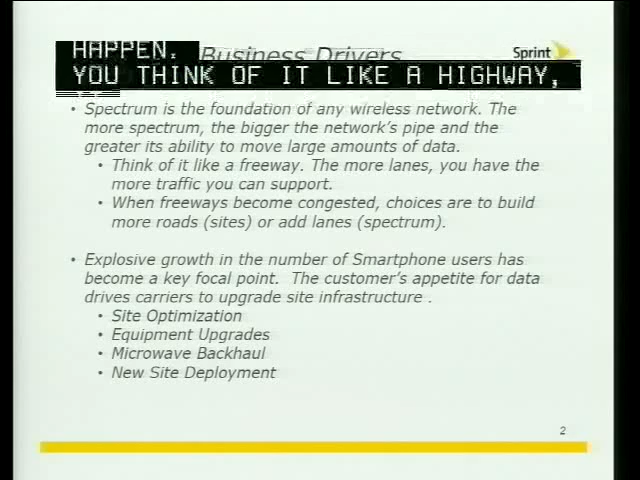 HAPPEN.
Business Drivers
Sprint
YOU THINK OF IT LIKE A HIGHWAY,
• Spectrum is the foundation of any wireless network. The
more spectrum, the bigger the network's pipe and the
greater its ability to move large amounts of data.
• Think of it like a freeway. The more lanes, you have the
more traffic you can support.
• When freeways become congested, choices are to build
more roads (sites) or add lanes (spectrum).
• Explosive growth in the number of Smartphone users has
become a key focal point. The customer's appetite for data
drives carriers to upgrade site infrastructure .
• Site Optimization
• Equipment Upgrades
• Microwave Backhaul
• New Site Deployment
2